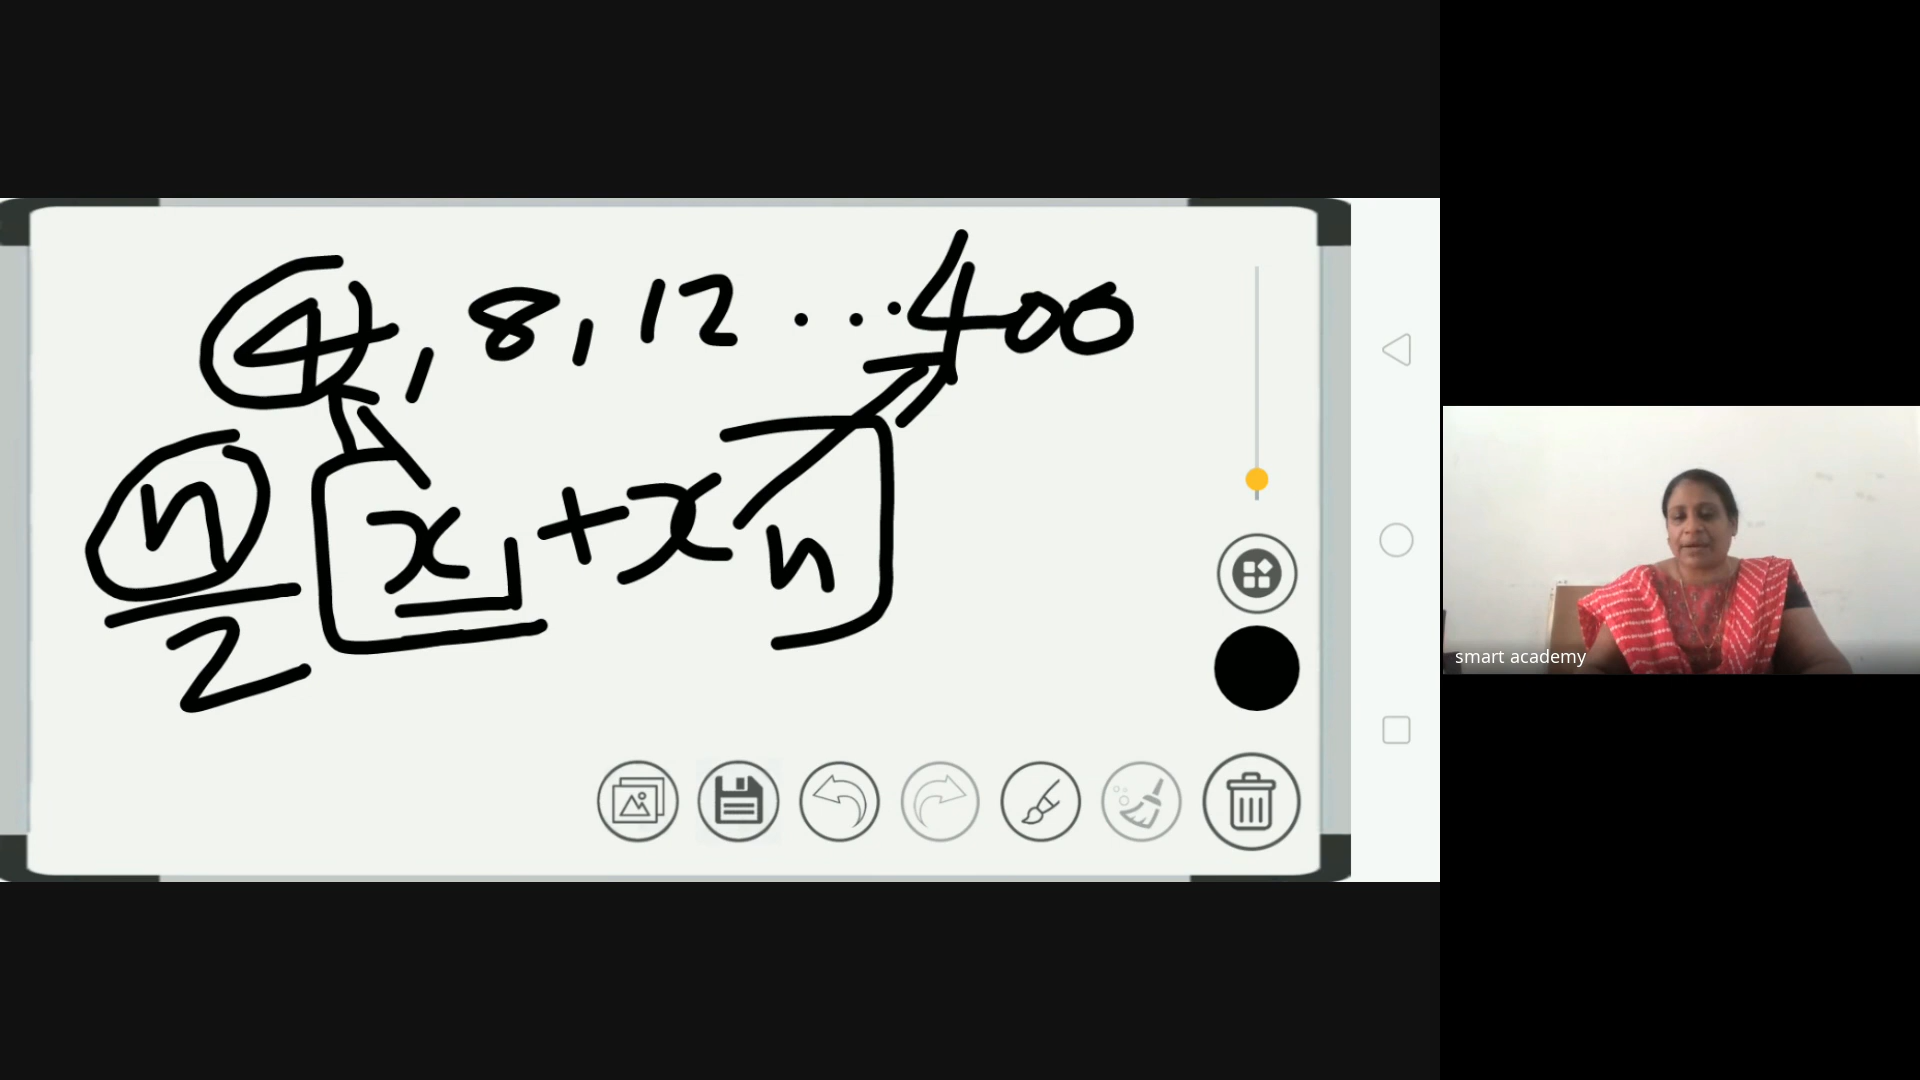 4, 8, 12 ... 400
n/2 [x₁ + xₙ]
smart academy